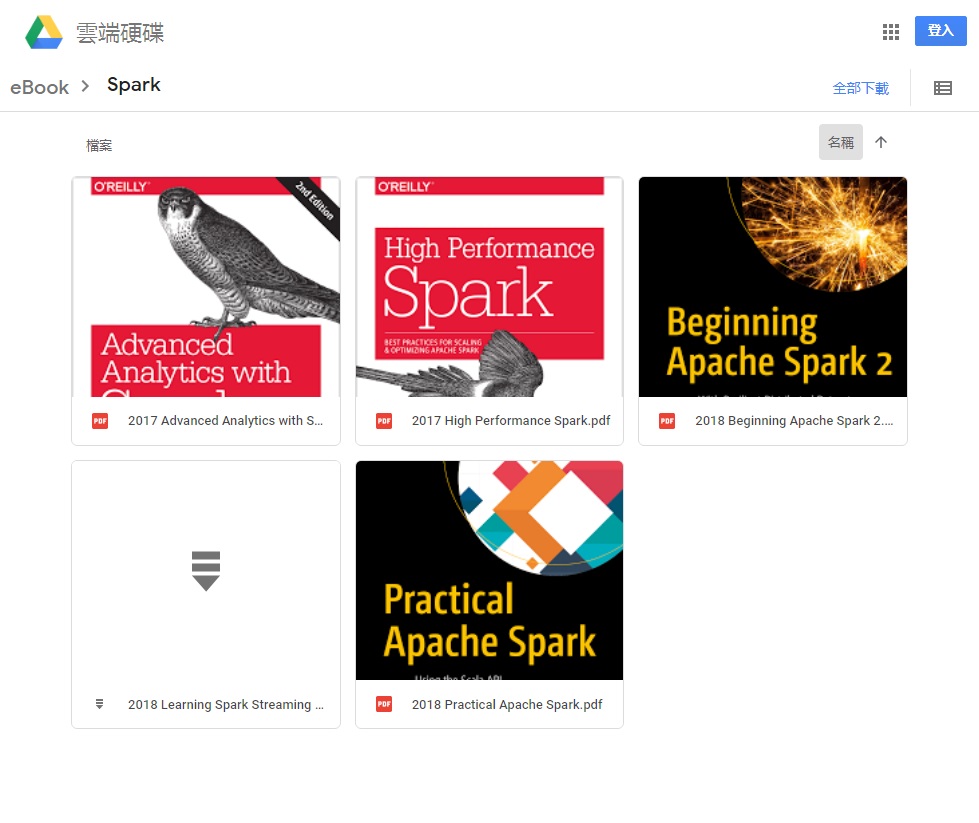 雲端硬碟
登入
eBook
Spark
全部下載
檔案
名稱
O'REILLY
2nd Edition
Advanced
Analytics with
PDF
2017 Advanced Analytics with S...
O'REILLY
High Performance
Spark
BEST PRACTICES FOR SCALING
& OPTIMIZING APACHE SPARK
PDF
2017 High Performance Spark.pdf
Beginning
Apache Spark 2
PDF
2018 Beginning Apache Spark 2....
2018 Learning Spark Streaming ...
Practical
Apache Spark
Using the Scala API
PDF
2018 Practical Apache Spark.pdf